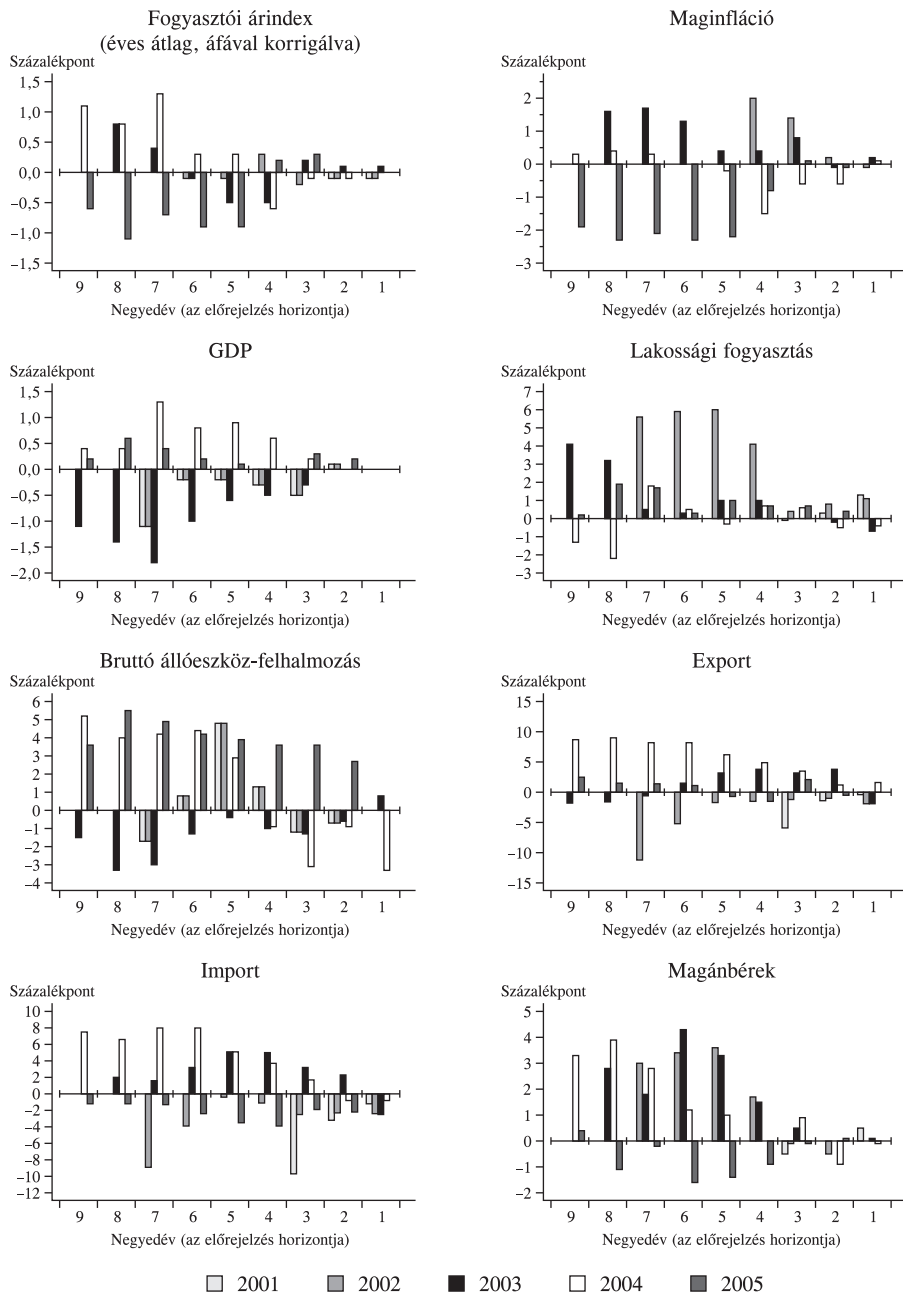 Fogyasztói árindex
(éves átlag, áfával korrigálva)
Százalékpont
1,5
1,0
0,5
0,0
–0,5
–1,0
–1,5
9 8 7 6 5 4 3 2 1
Negyedév (az előrejelzés horizontja)
Maginfláció
Százalékpont
2
1
0
–1
–2
–3
9 8 7 6 5 4 3 2 1
Negyedév (az előrejelzés horizontja)
GDP
Százalékpont
1,5
1,0
0,5
0,0
–0,5
–1,0
–1,5
–2,0
9 8 7 6 5 4 3 2 1
Negyedév (az előrejelzés horizontja)
Lakossági fogyasztás
Százalékpont
7
6
5
4
3
2
1
0
–1
–2
–3
9 8 7 6 5 4 3 2 1
Negyedév (az előrejelzés horizontja)
Bruttó állóeszköz-felhalmozás
Százalékpont
6
5
4
3
2
1
0
–1
–2
–3
–4
9 8 7 6 5 4 3 2 1
Negyedév (az előrejelzés horizontja)
Export
Százalékpont
15
10
5
0
–5
–10
–15
9 8 7 6 5 4 3 2 1
Negyedév (az előrejelzés horizontja)
Import
Százalékpont
10
8
6
4
2
0
–2
–4
–6
–8
–10
–12
9 8 7 6 5 4 3 2 1
Negyedév (az előrejelzés horizontja)
Magánbérek
Százalékpont
5
4
3
2
1
0
–1
–2
9 8 7 6 5 4 3 2 1
Negyedév (az előrejelzés horizontja)
2001 2002 2003 2004 2005